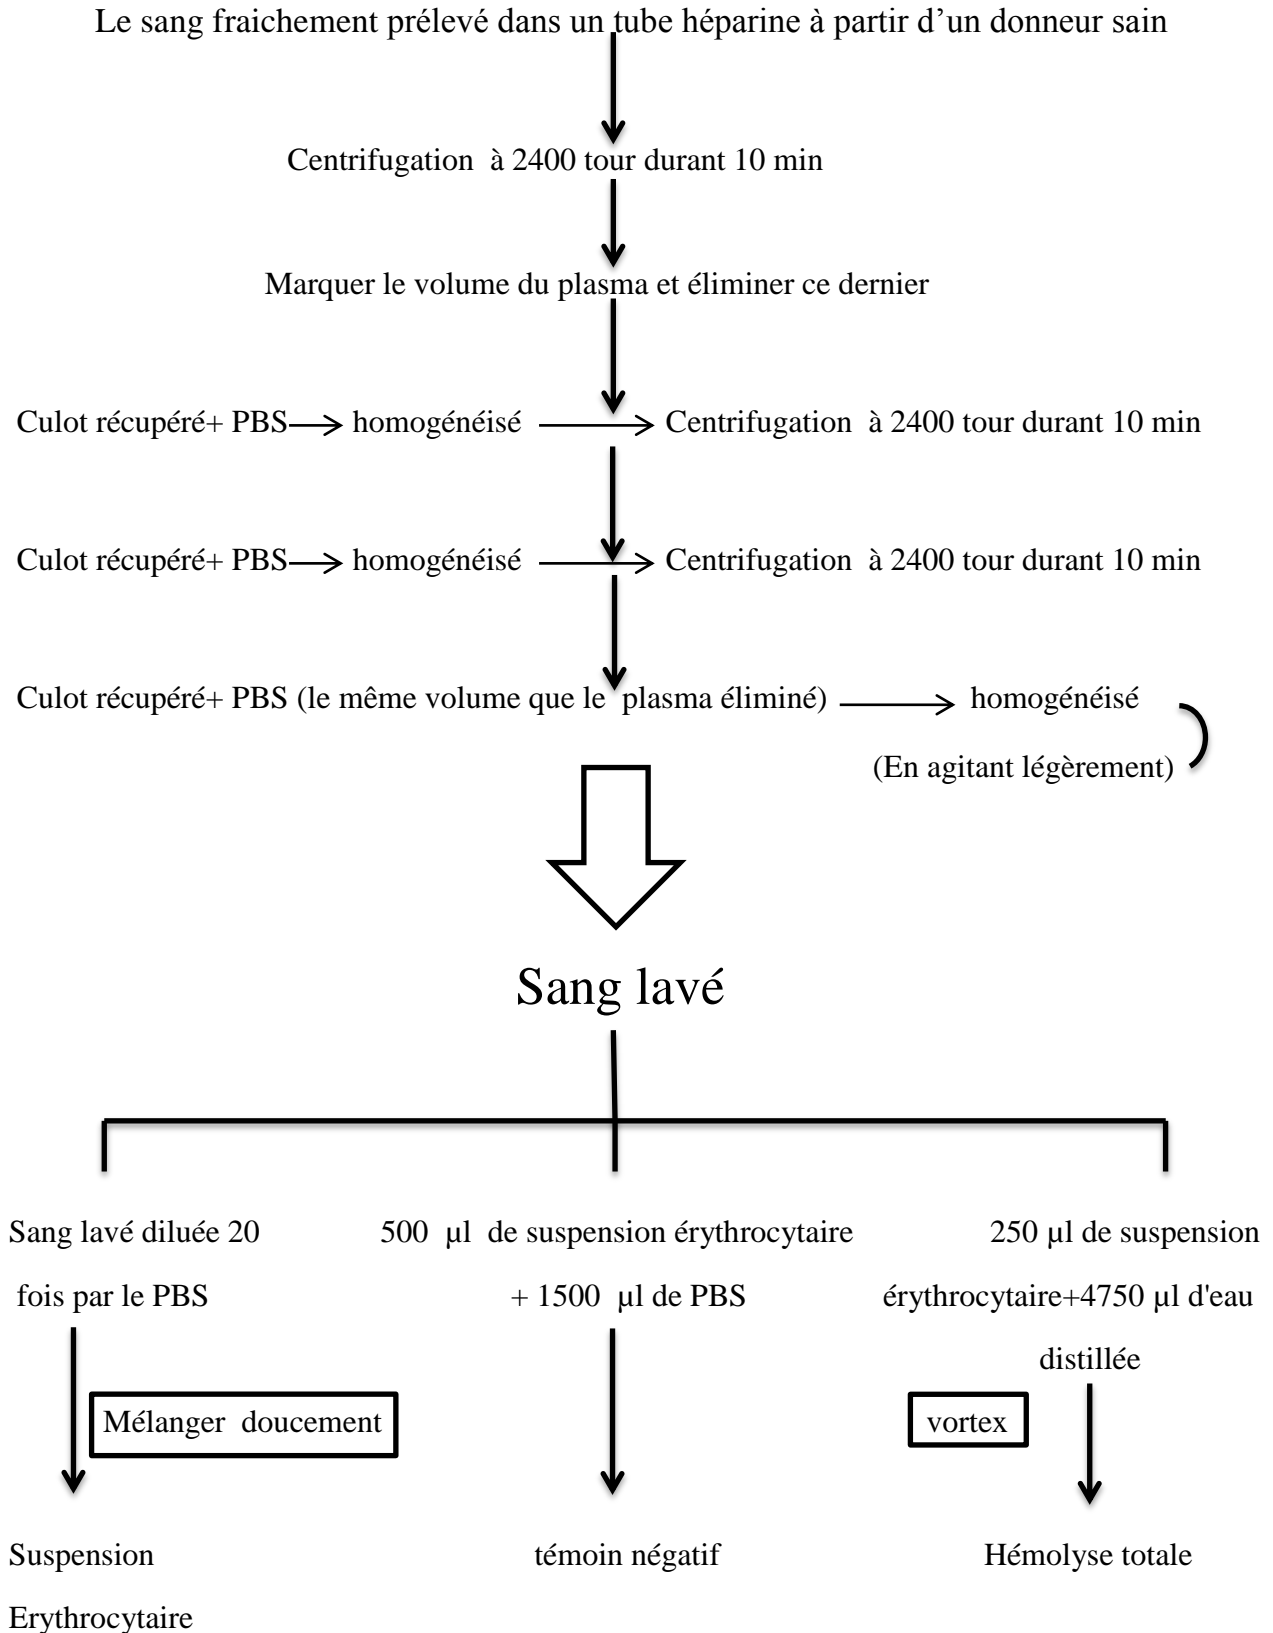 Le sang fraichement prélevé dans un tube héparine à partir d’un donneur sain
Centrifugation à 2400 tour durant 10 min
Marquer le volume du plasma et éliminer ce dernier
Culot récupéré+ PBS homogénéisé Centrifugation à 2400 tour durant 10 min
Culot récupéré+ PBS homogénéisé Centrifugation à 2400 tour durant 10 min
Culot récupéré+ PBS (le même volume que le plasma éliminé) homogénéisé
(En agitant légèrement)
Sang lavé
Sang lavé diluée 20
fois par le PBS
500 µl de suspension érythrocytaire
+ 1500 µl de PBS
250 µl de suspension
érythrocytaire+4750 µl d'eau
distillée
Mélanger doucement
vortex
Suspension
Erythrocytaire
témoin négatif
Hémolyse totale